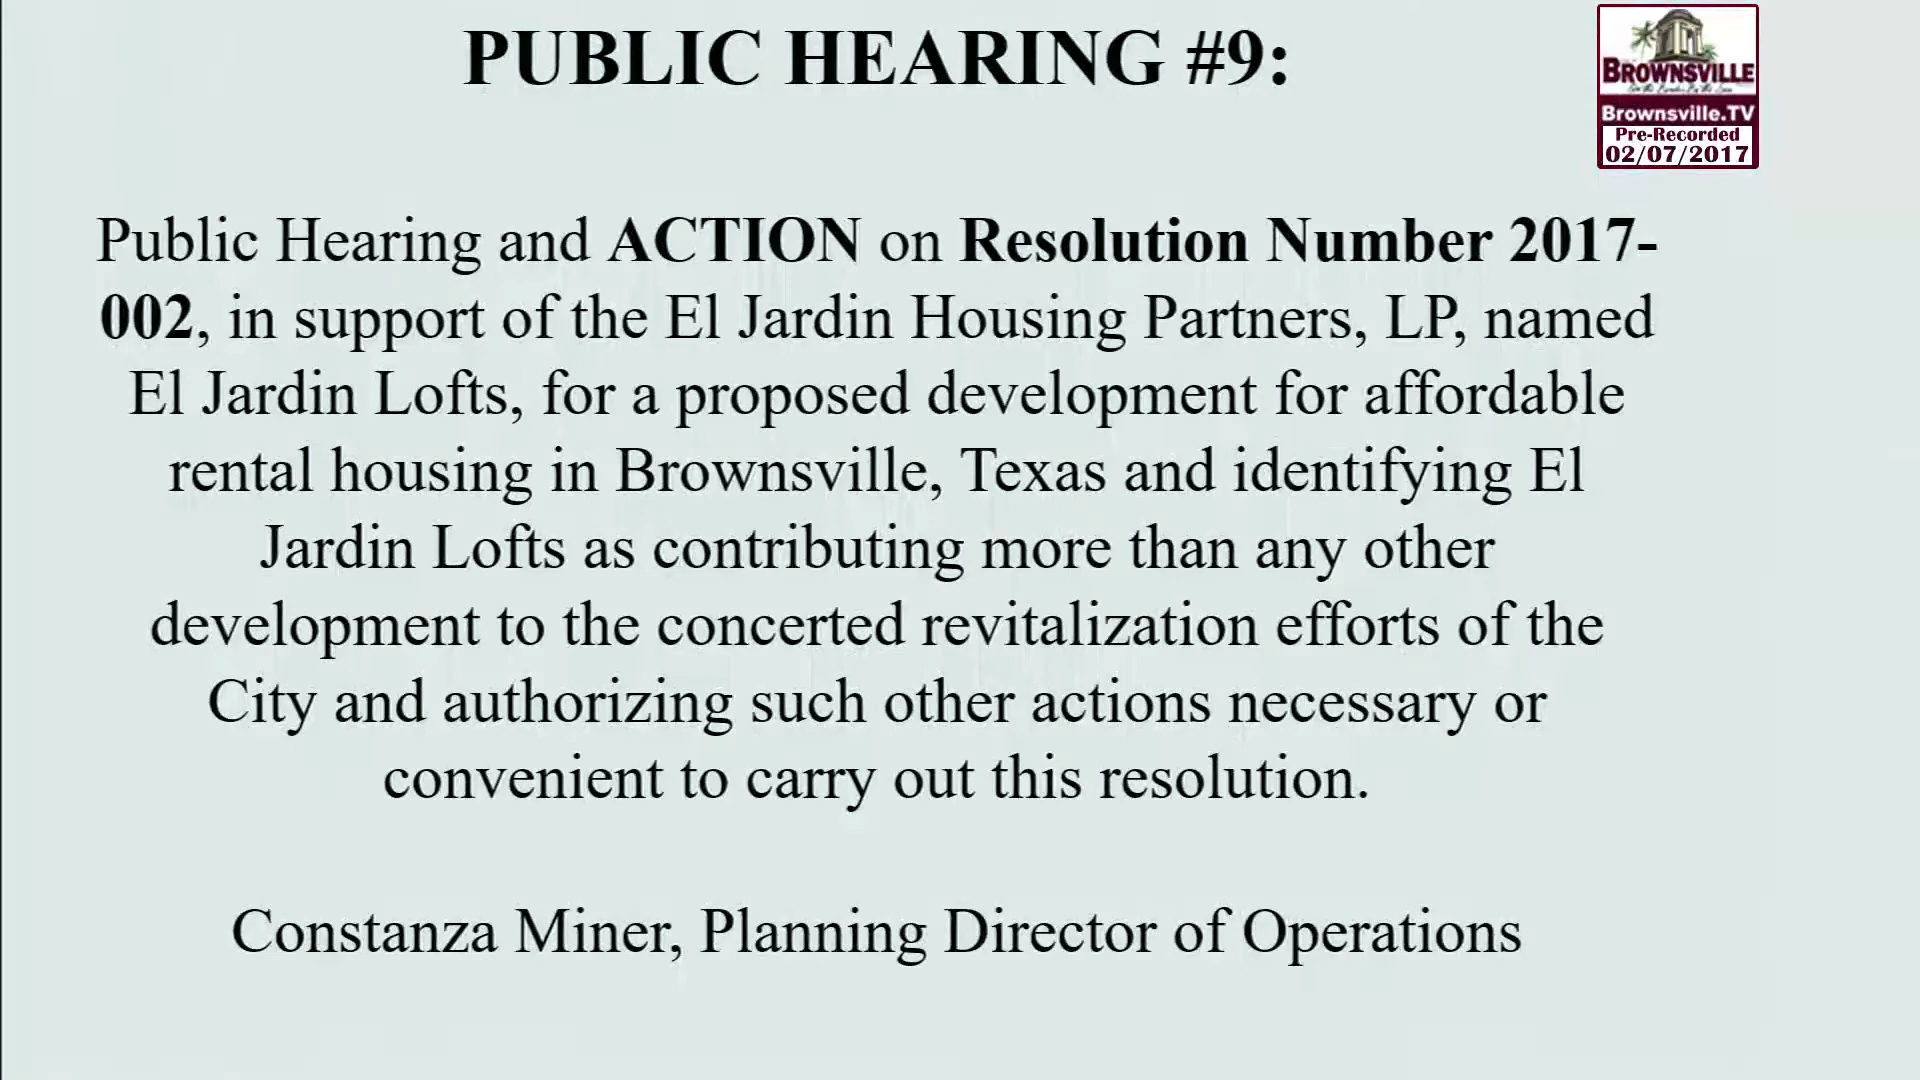 PUBLIC HEARING #9:
BROWNSVILLE
Brownsville.TV
Pre-Recorded
02/07/2017
Public Hearing and ACTION on Resolution Number 2017-
002, in support of the El Jardin Housing Partners, LP, named
El Jardin Lofts, for a proposed development for affordable
rental housing in Brownsville, Texas and identifying El
Jardin Lofts as contributing more than any other
development to the concerted revitalization efforts of the
City and authorizing such other actions necessary or
convenient to carry out this resolution.
Constanza Miner, Planning Director of Operations